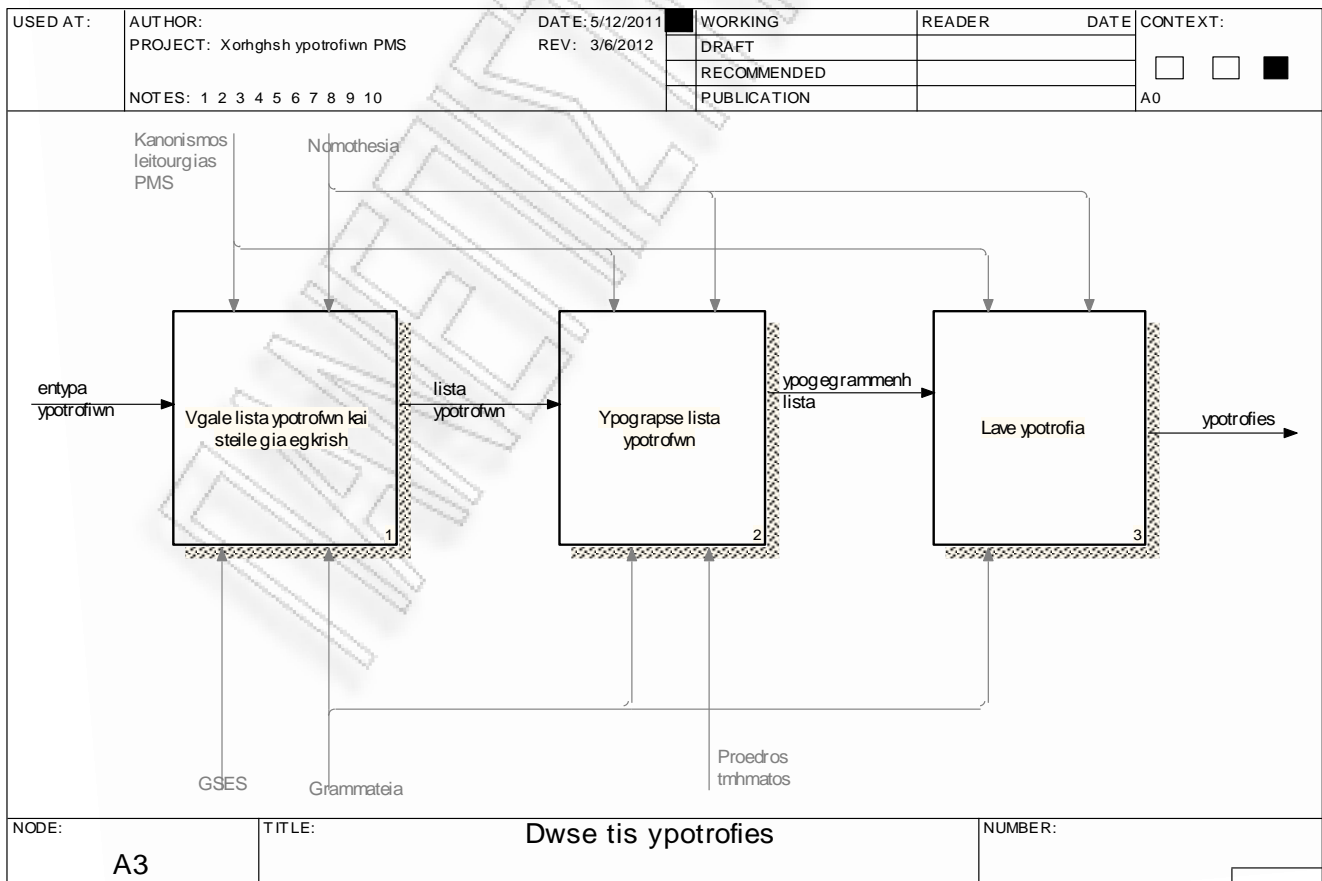 USED AT:
AUTHOR:
DATE: 5/12/2011
WORKING
READER
DATE
CONTEXT:
PROJECT: Xorhghsh ypotrofiwn PMS
REV: 3/6/2012
DRAFT
RECOMMENDED
NOTES: 1 2 3 4 5 6 7 8 9 10
PUBLICATION
A0
Kanonismos
leitourgias
PMS
Nomothesia
entypa
ypotrofiwn
Vgale lista ypotrofwn kai
steile gia egkrish
1
lista
ypotrofwn
Ypograpse lista
ypotrofwn
2
ypogegrammenh
lista
Lave ypotrofia
3
ypotrofies
GSES
Grammateia
Proedros
tmhmatos
NODE:
A3
TITLE:
Dwse tis ypotrofies
NUMBER: